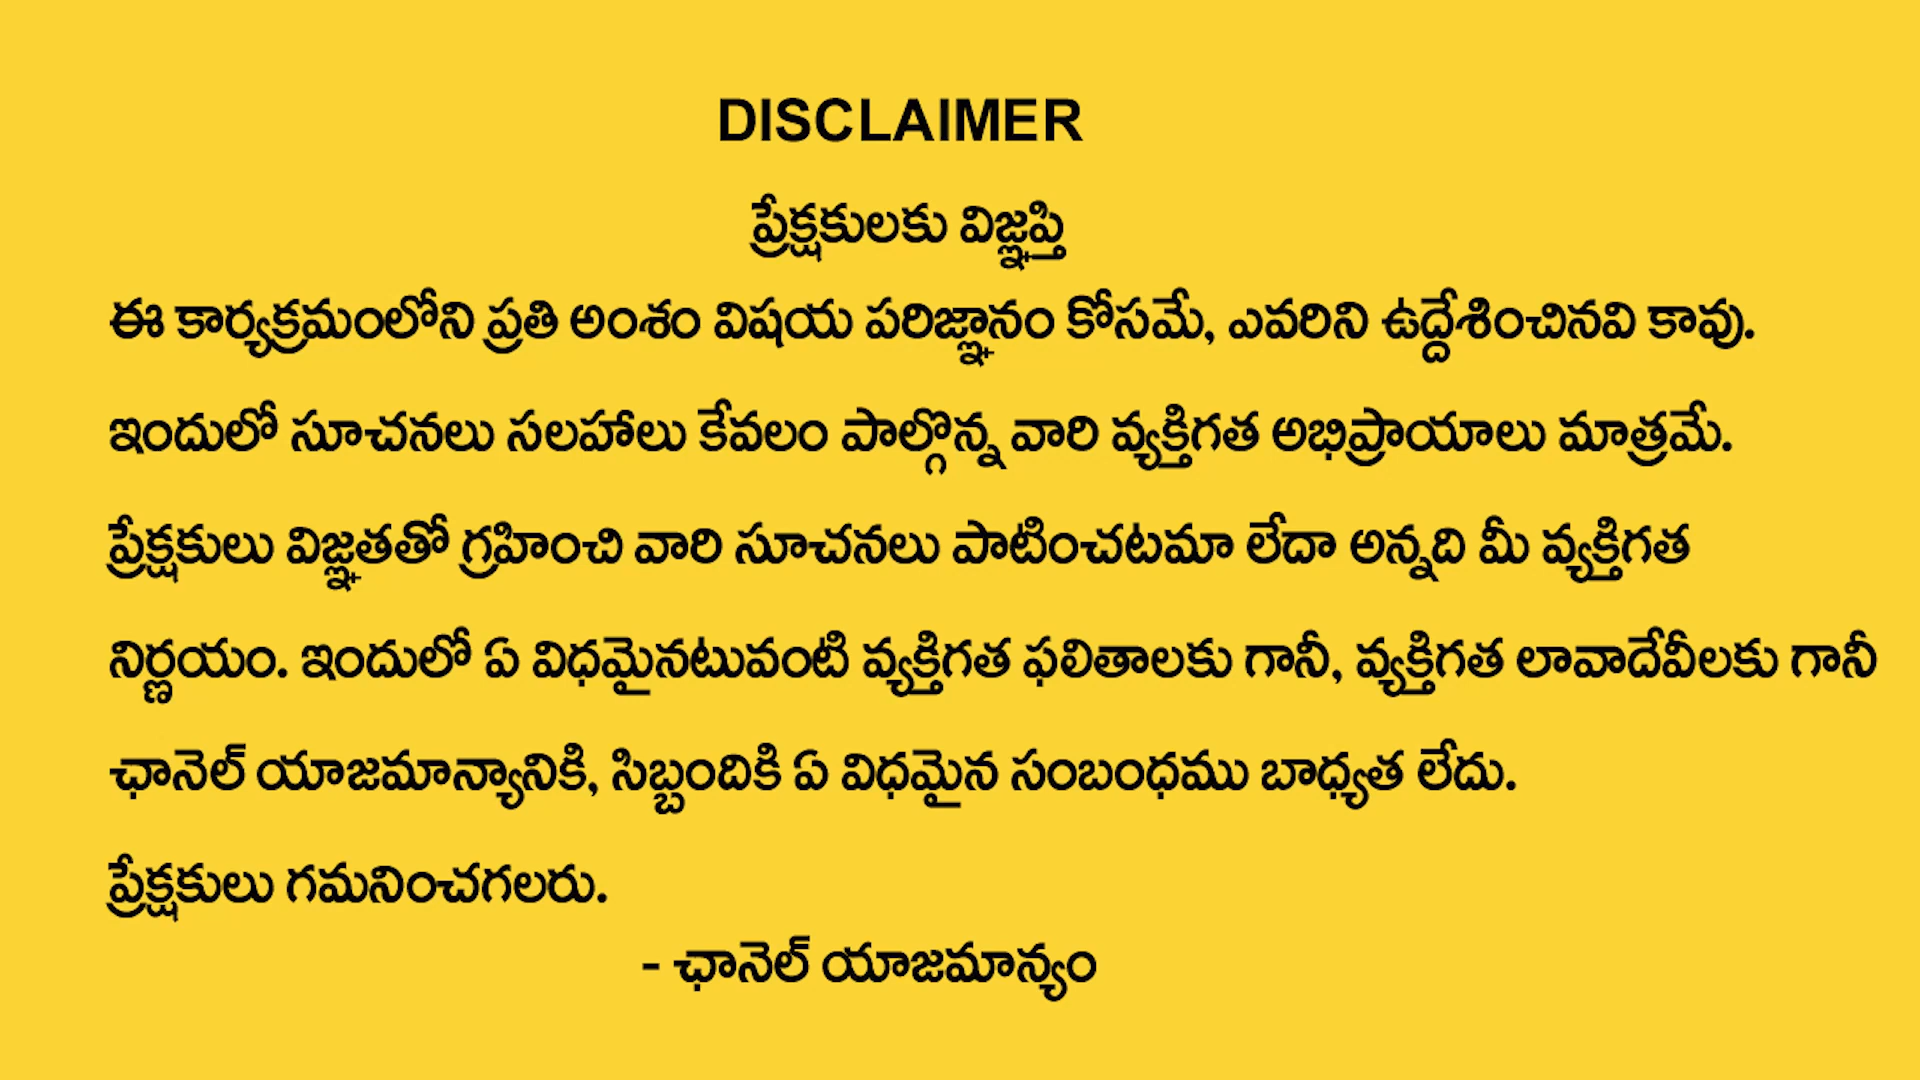 DISCLAIMER
ప్రేక్షకులకు విజ్ఞప్తి
ఈ కార్యక్రమంలోని ప్రతి అంశం విషయ పరిజ్ఞానం కోసమే, ఎవరిని ఉద్దేశించినవి కావు.
ఇందులో సూచనలు సలహాలు కేవలం పాల్గొన్న వారి వ్యక్తిగత అభిప్రాయాలు మాత్రమే.
ప్రేక్షకులు విజ్ఞతతో గ్రహించి వారి సూచనలు పాటించటమా లేదా అన్నది మీ వ్యక్తిగత
నిర్ణయం. ఇందులో ఏ విధమైనటువంటి వ్యక్తిగత ఫలితాలకు గానీ, వ్యక్తిగత లావాదేవీలకు గానీ
ఛానెల్ యాజమాన్యానికి, సిబ్బందికి ఏ విధమైన సంబంధము బాధ్యత లేదు.
ప్రేక్షకులు గమనించగలరు.
- ఛానెల్ యాజమాన్యం